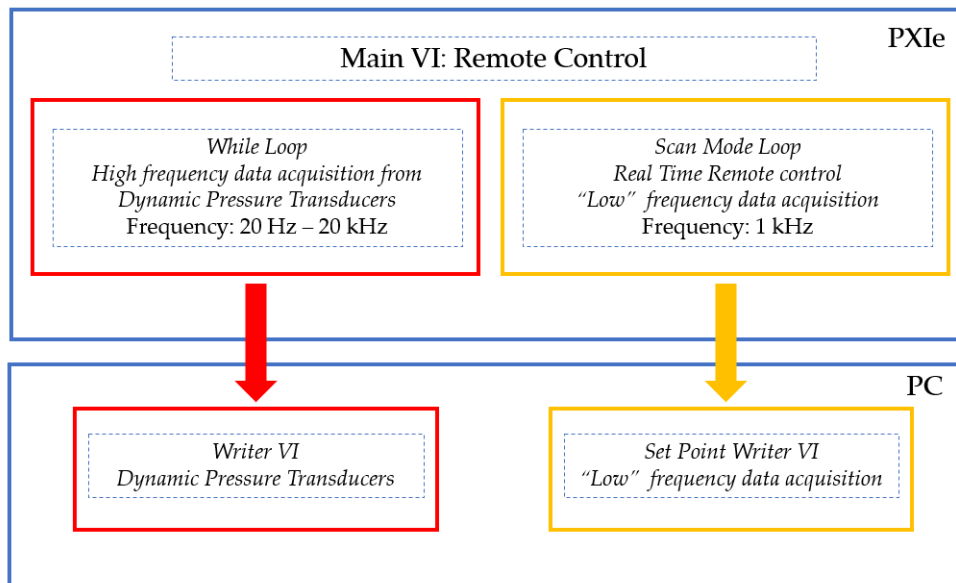 PXIe
Main VI: Remote Control
While Loop
High frequency data acquisition from
Dynamic Pressure Transducers
Frequency: 20 Hz – 20 kHz
Scan Mode Loop
Real Time Remote control
“Low” frequency data acquisition
Frequency: 1 kHz
PC
Writer VI
Dynamic Pressure Transducers
Set Point Writer VI
“Low” frequency data acquisition